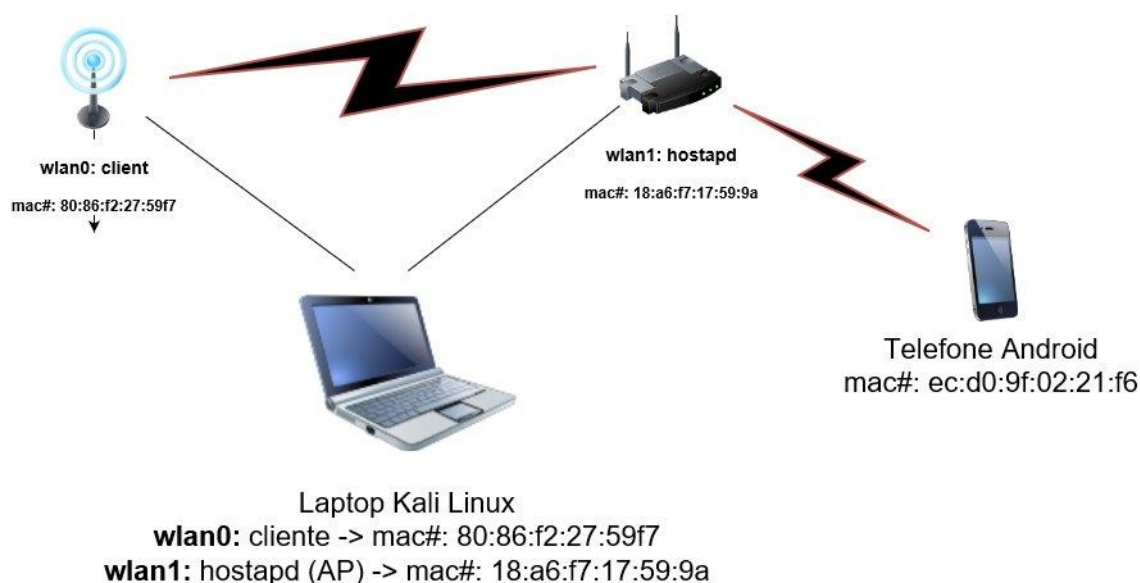 wlan0: client
mac#: 80:86:f2:27:59f7
wlan1: hostapd
mac#: 18:a6:f7:17:59:9a
Telefone Android
mac#: ec:d0:9f:02:21:f6
Laptop Kali Linux
wlan0: cliente -> mac#: 80:86:f2:27:59f7
wlan1: hostapd (AP) -> mac#: 18:a6:f7:17:59:9a